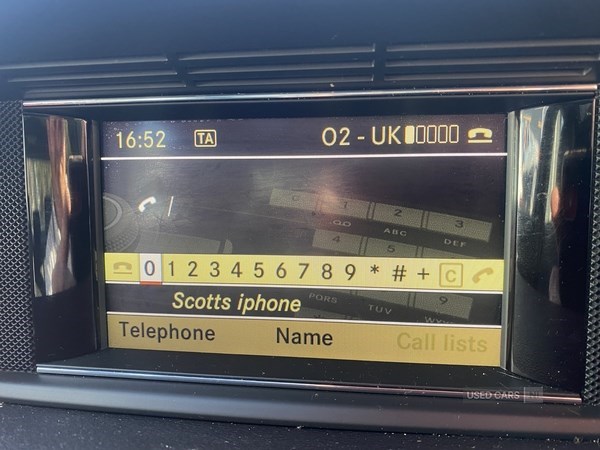 16:52 TA O2 - UK
/
1 2 3
ABC DEF
4 5
0 1 2 3 4 5 6 7 8 9 * # + C
Scotts iphone
PQRS TUV 9
Telephone Name Call lists
USED CARS NI